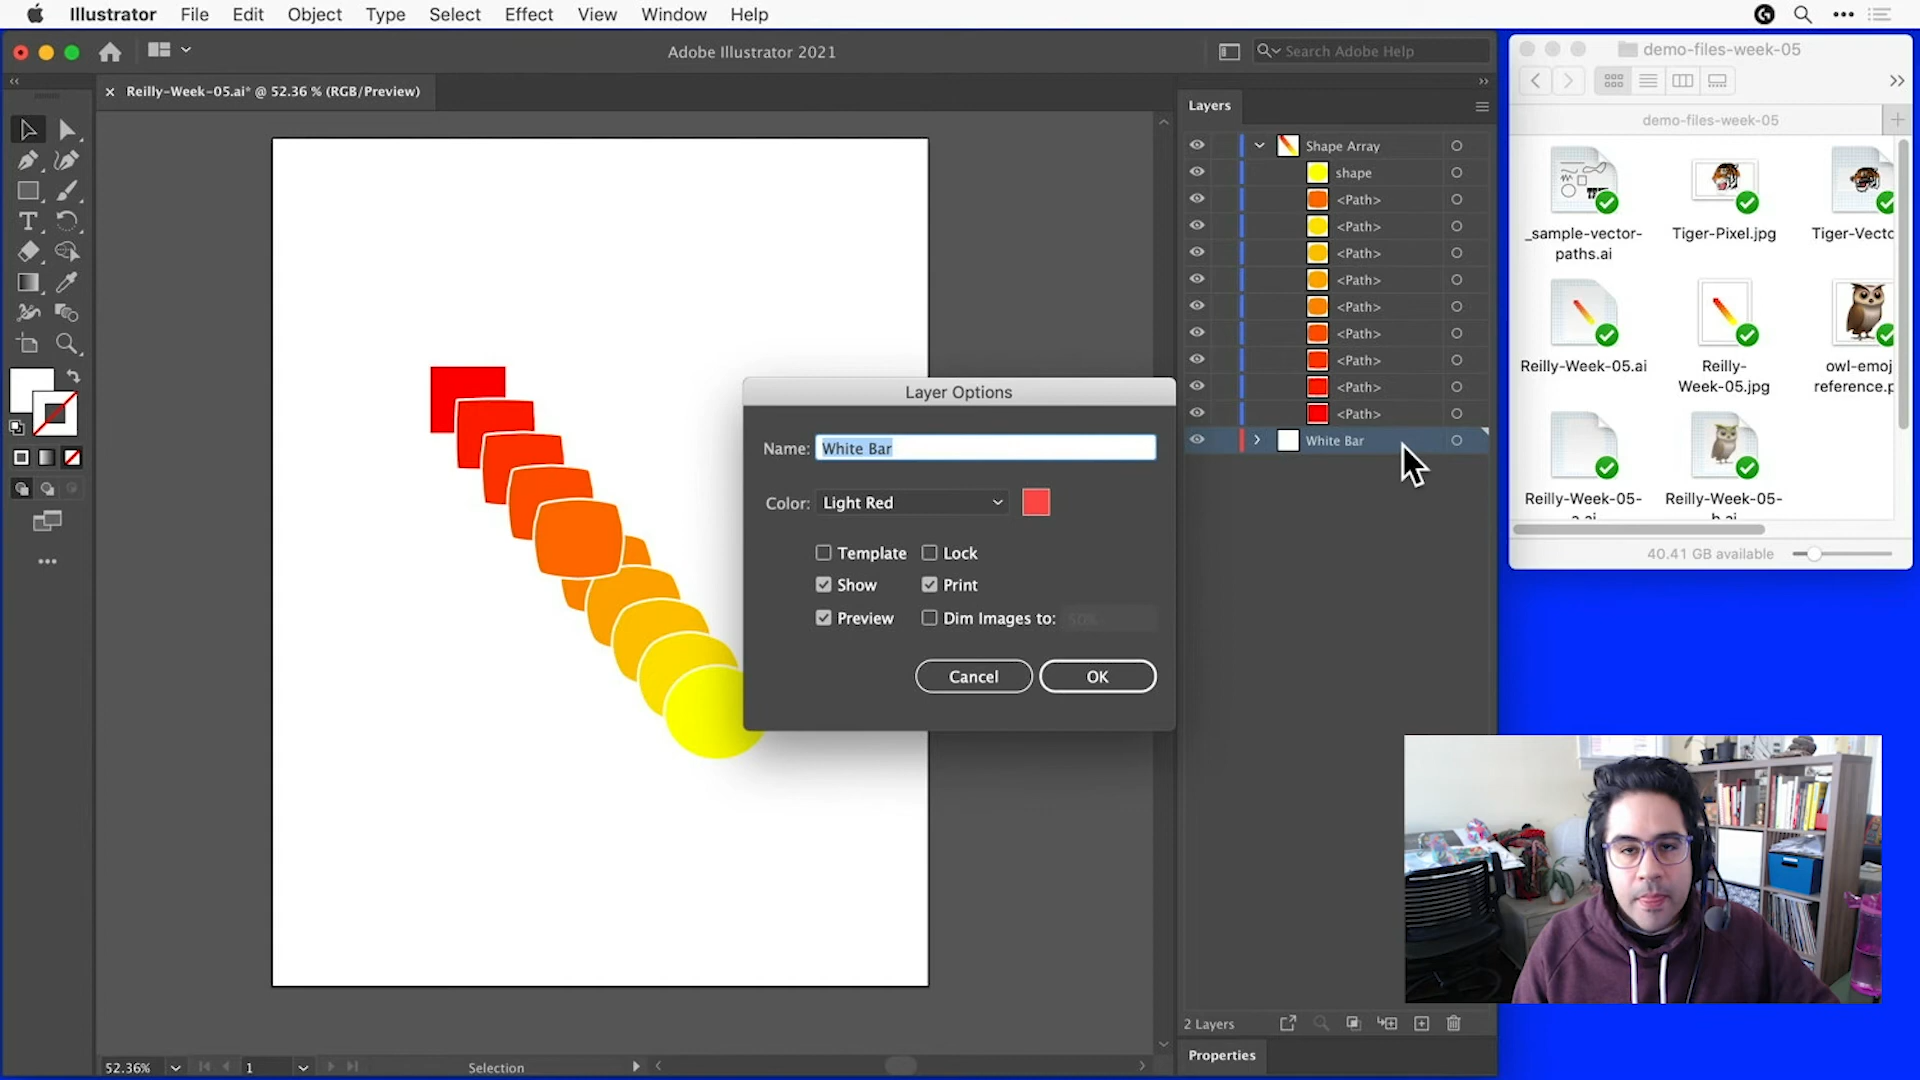 Illustrator File Edit Object Type Select Effect View Window Help
Adobe Illustrator 2021
Search Adobe Help
× Reilly-Week-05.ai* @ 52.36 % (RGB/Preview)
Layers
Shape Array
shape
<Path>
<Path>
<Path>
<Path>
<Path>
<Path>
<Path>
<Path>
<Path>
White Bar
Layer Options
Name: White Bar
Color: Light Red
Template Lock
Show Print
Preview Dim Images to: 50%
Cancel OK
2 Layers
Properties
52.36% 1 Selection
demo-files-week-05
demo-files-week-05
_sample-vector-
paths.ai
Tiger-Pixel.jpg
Tiger-Vecto
Reilly-Week-05.ai
Reilly-
Week-05.jpg
owl-emoj
reference.p
Reilly-Week-05-
a.ai
Reilly-Week-05-
b.ai
40.41 GB available